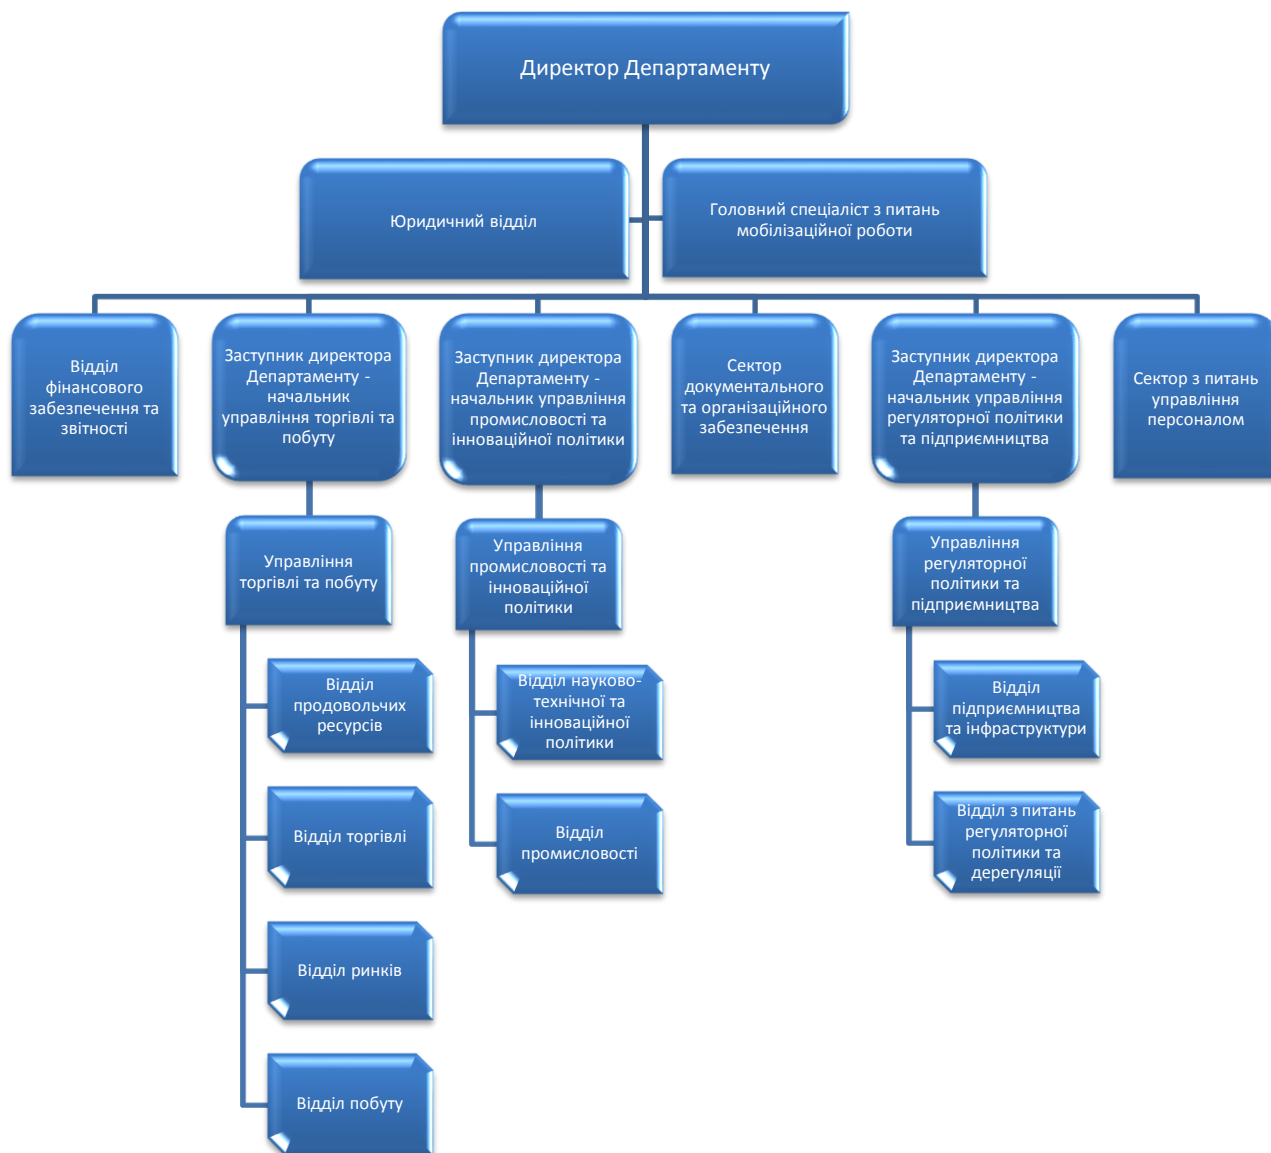 Директор Департаменту
Юридичний відділ
Головний спеціаліст з питань
мобілізаційної роботи
Відділ
фінансового
забезпечення та
звітності
Заступник директора
Департаменту -
начальник
управління торгівлі та
побуту
Заступник директора
Департаменту -
начальник управління
промисловості та
інноваційної політики
Сектор
документального
та організаційного
забезпечення
Заступник директора
Департаменту -
начальник управління
регуляторної політики
та підприємництва
Сектор з питань
управління
персоналом
Управління
торгівлі та побуту
Управління
промисловості та
інноваційної
політики
Управління
регуляторної
політики та
підприємництва
Відділ
продовольчих
ресурсів
Відділ науково-
технічної та
інноваційної
політики
Відділ
підприємництва
та інфраструктури
Відділ торгівлі
Відділ
промисловості
Відділ з питань
регуляторної
політики та
дерегуляції
Відділ ринків
Відділ побуту